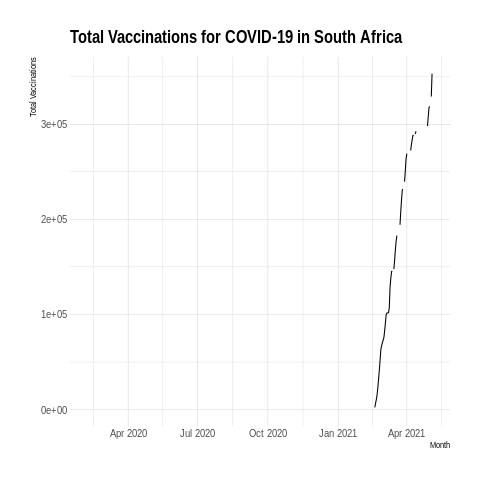 Total Vaccinations for COVID-19 in South Africa
Total Vaccinations
3e+05
2e+05
1e+05
0e+00
Apr 2020 Jul 2020 Oct 2020 Jan 2021 Apr 2021
Month